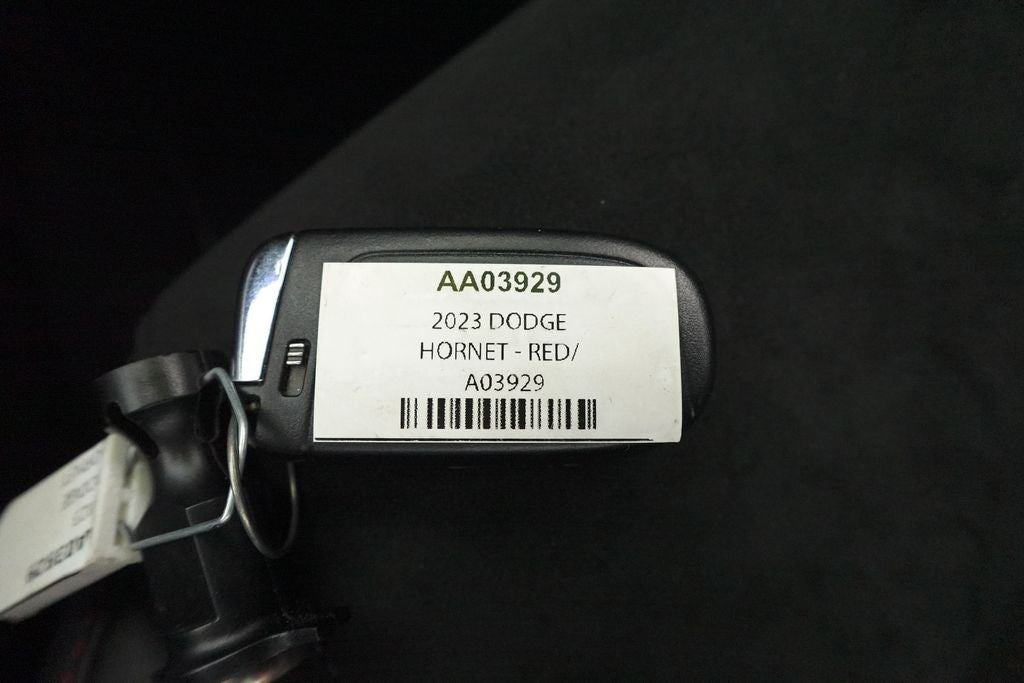 AA03929
2023 DODGE
HORNET - RED/
A03929